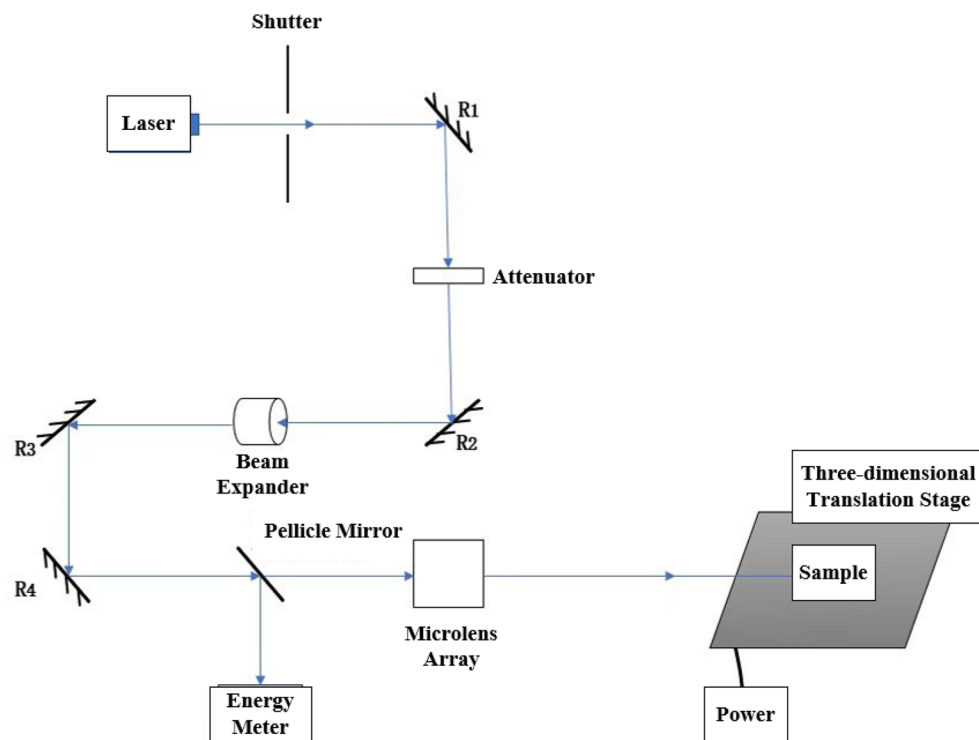 Shutter
Laser
R1
Attenuator
R2
R3
Beam
Expander
Three-dimensional
Translation Stage
Pellicle Mirror
R4
Sample
Microlens
Array
Energy
Meter
Power